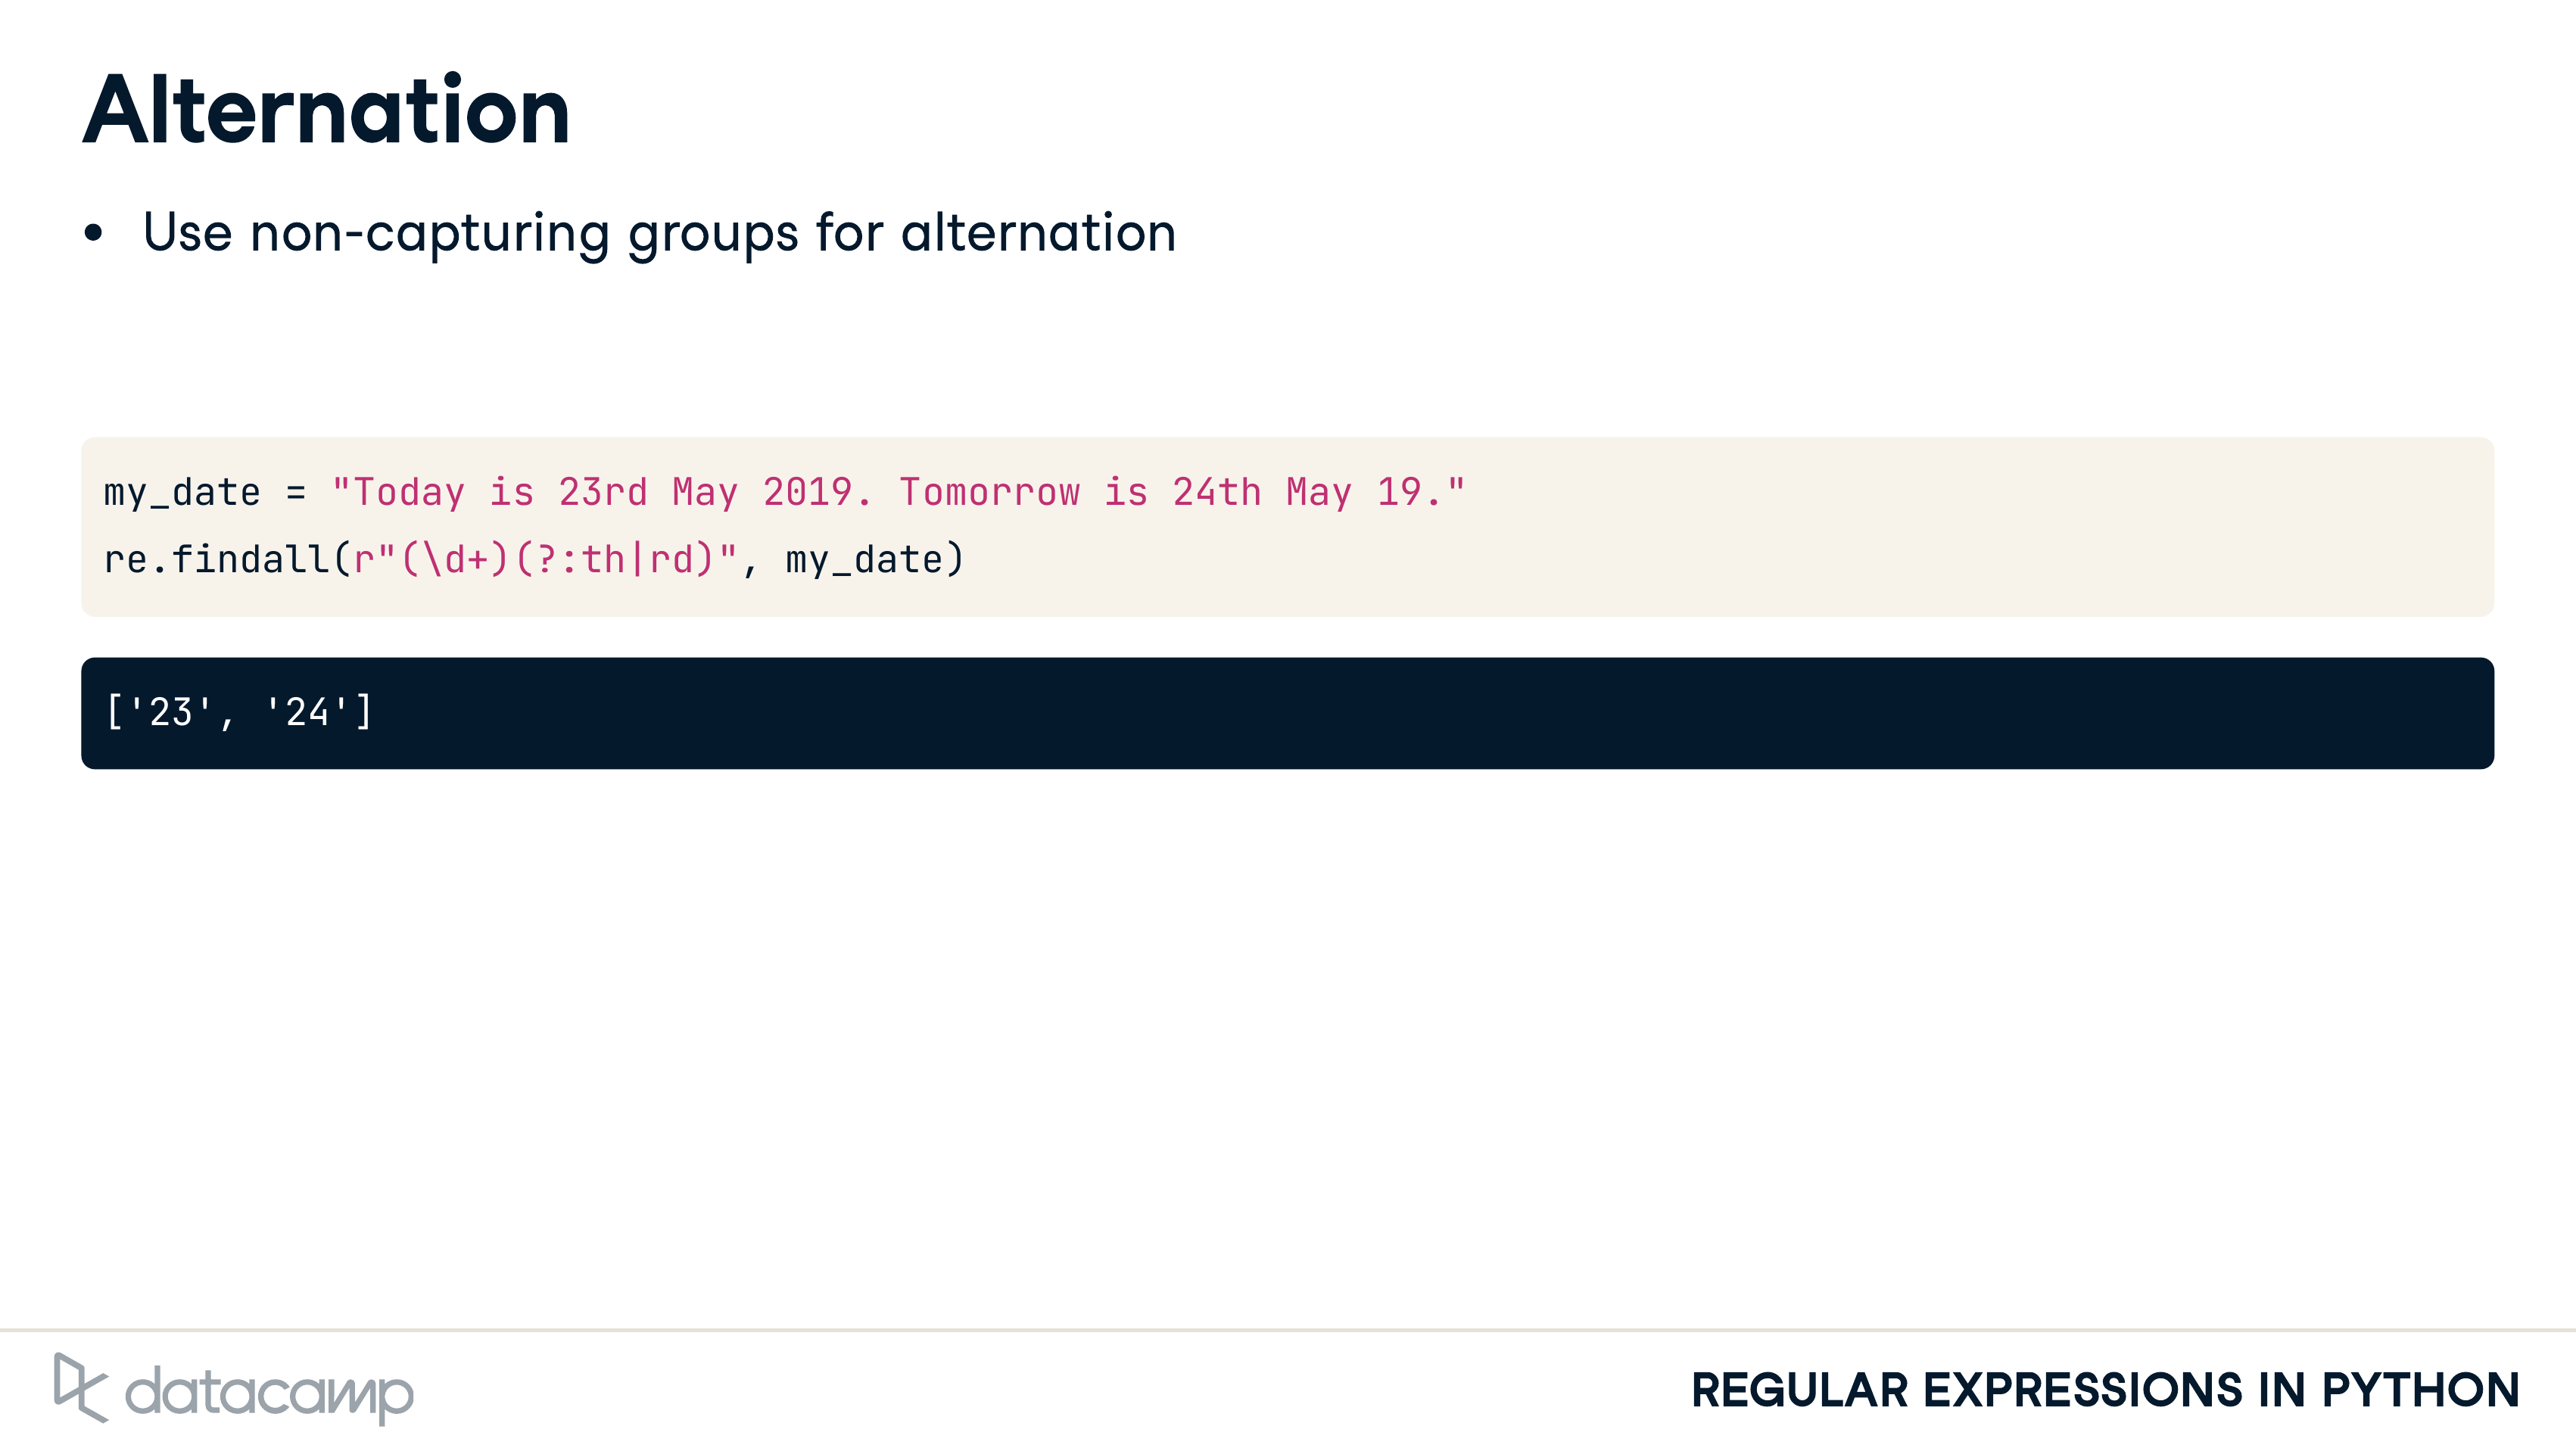 Alternation
• Use non-capturing groups for alternation
my_date = "Today is 23rd May 2019. Tomorrow is 24th May 19."
re.findall(r"(\d+)(?:th|rd)", my_date)
['23', '24']
datacamp
REGULAR EXPRESSIONS IN PYTHON